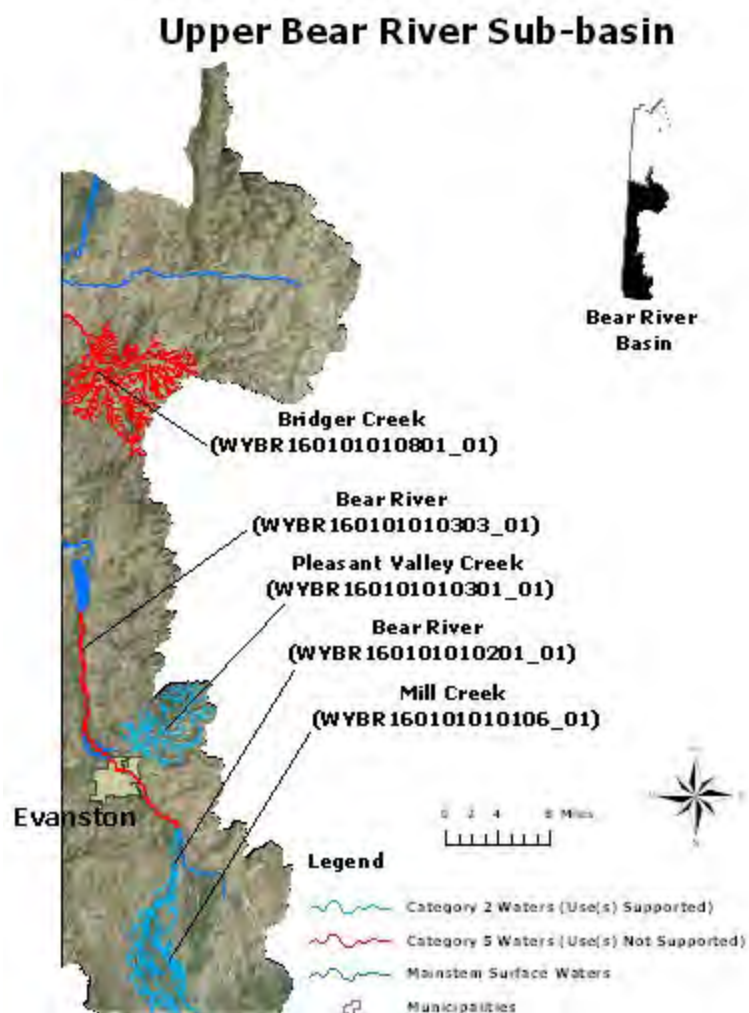 Upper Bear River Sub-basin
Bear River
Basin
Bridger Creek
(WYBR160101010801_01)
Bear River
(WYBR160101010303_01)
Pleasant Valley Creek
(WYBR160101010301_01)
Bear River
(WYBR160101010201_01)
Mill Creek
(WYBR160101010106_01)
Evanston
0 2 4 8 Miles
Legend
Category 2 Waters (Use(s) Supported)
Category 5 Waters (Use(s) Not Supported)
Mainstem Surface Waters
Municipalities